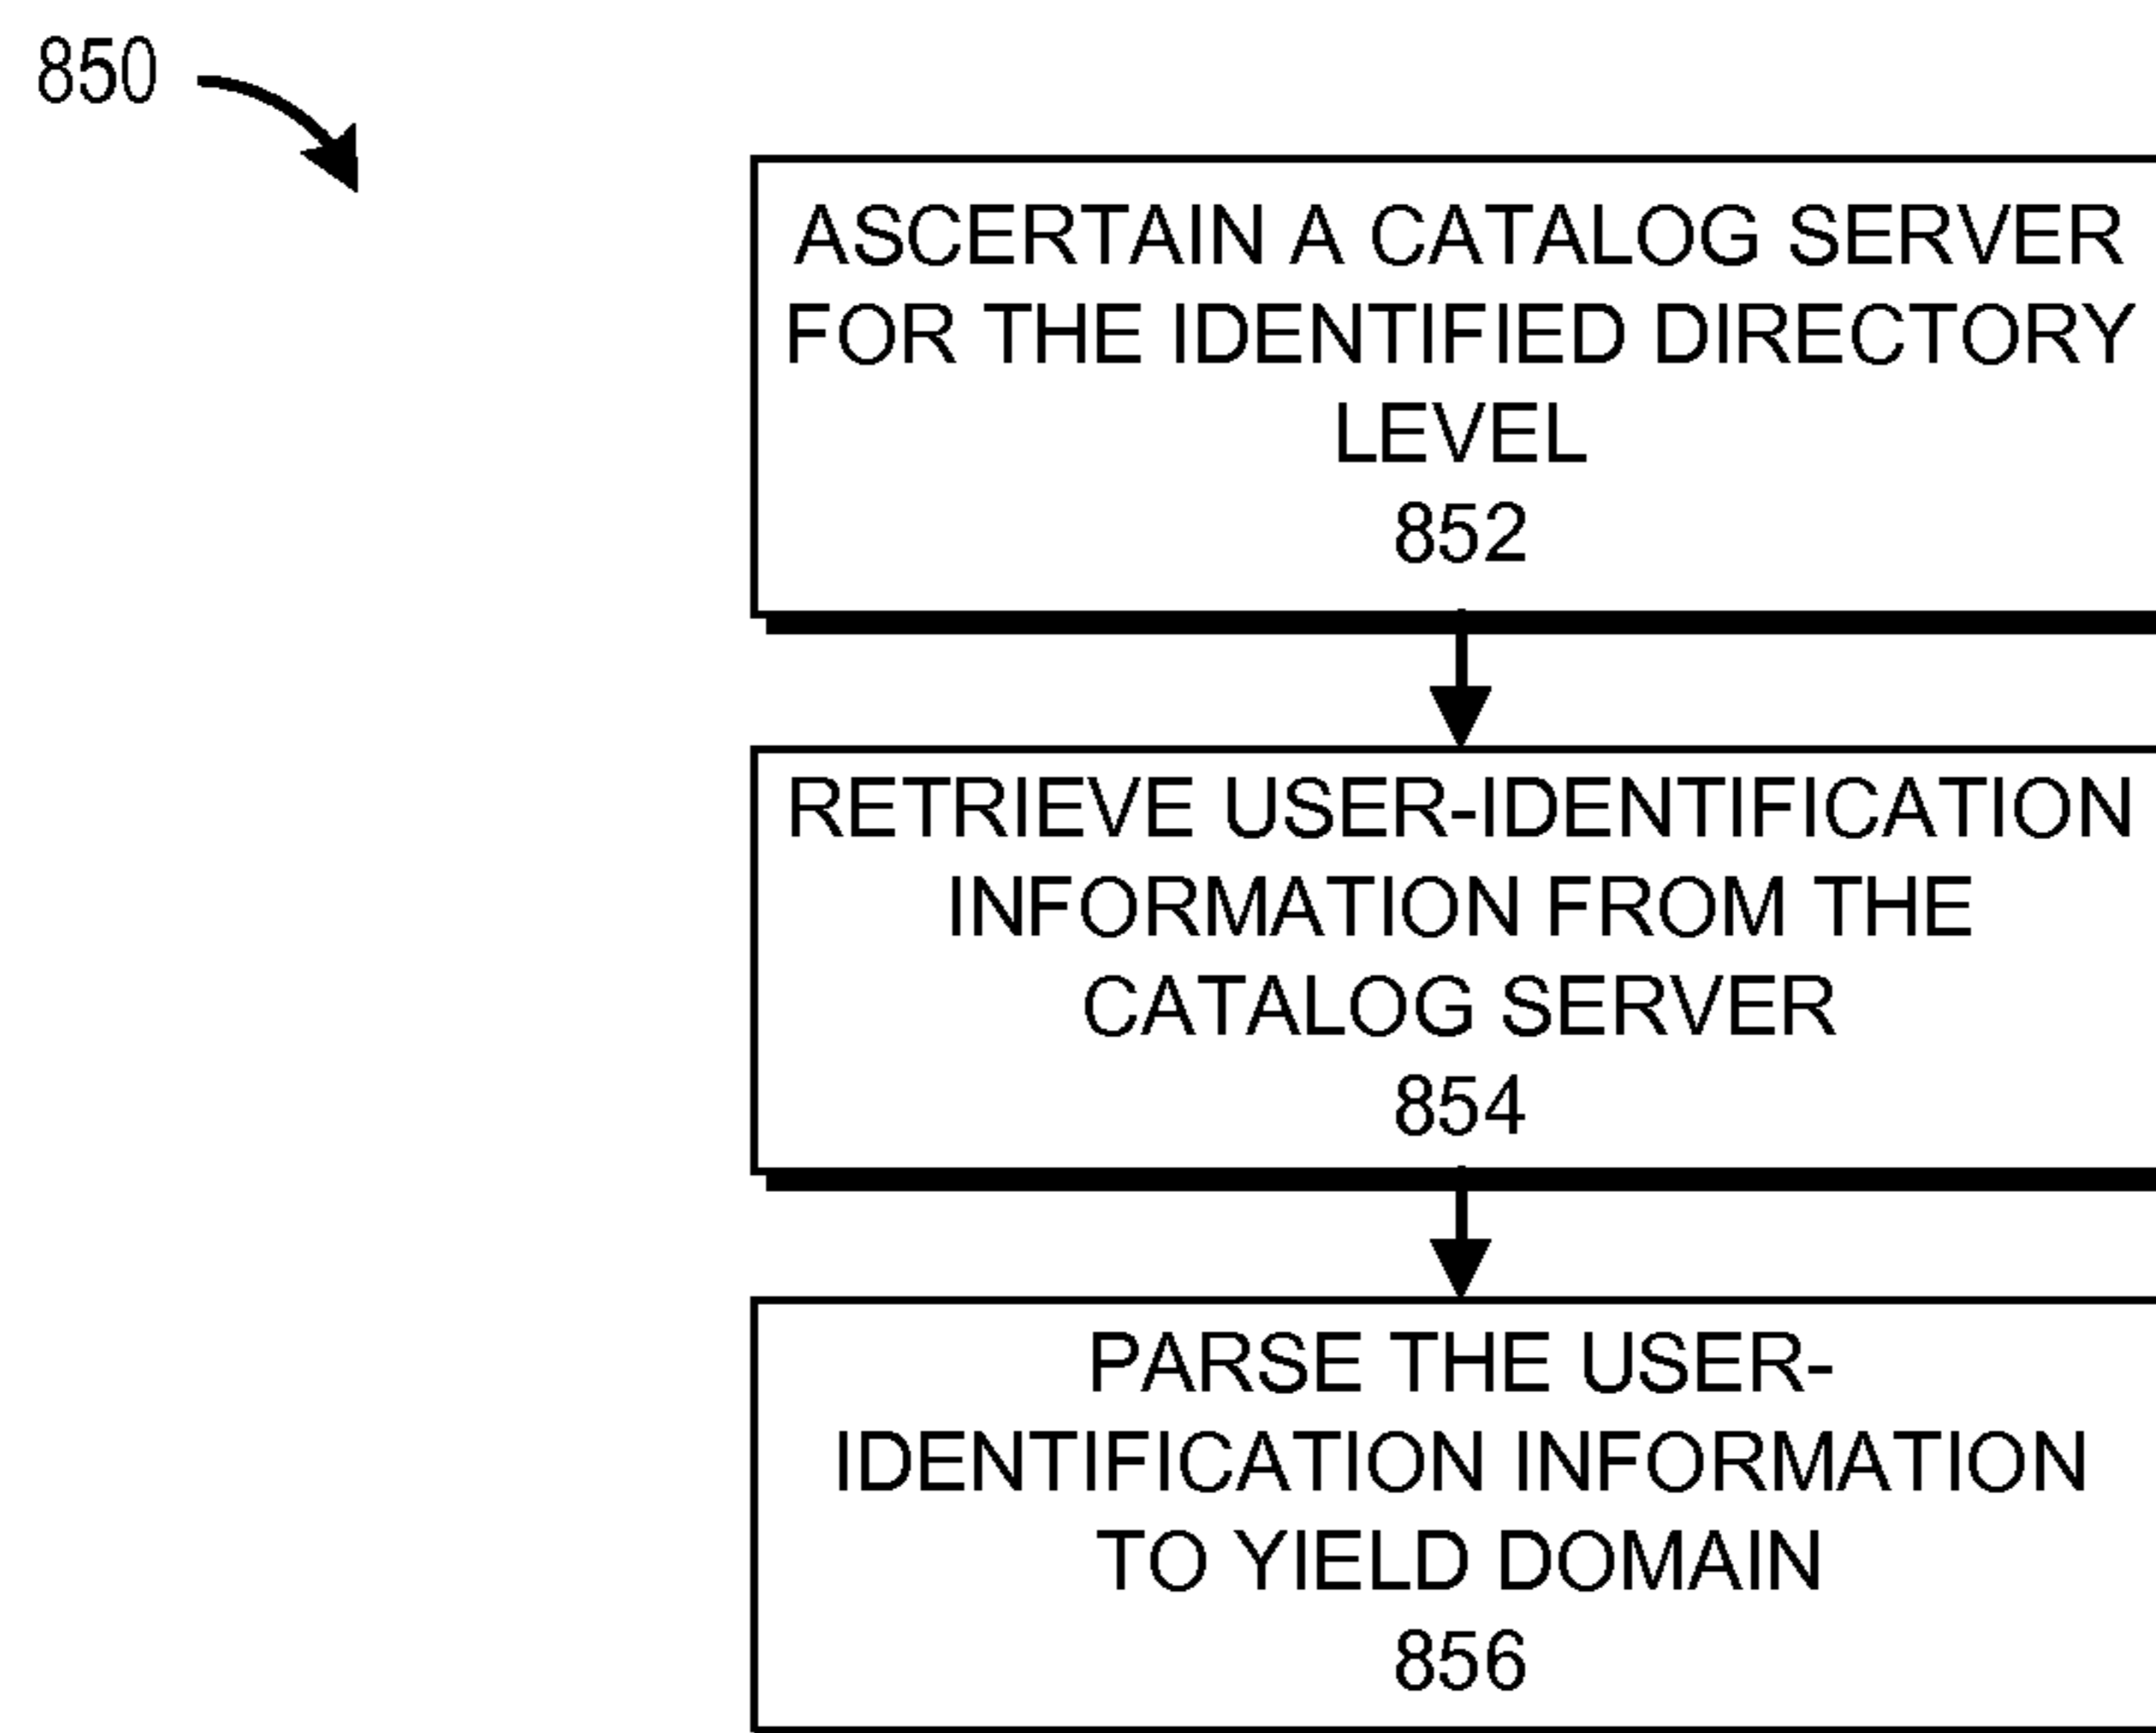 850
ASCERTAIN A CATALOG SERVER
FOR THE IDENTIFIED DIRECTORY
LEVEL
852
RETRIEVE USER-IDENTIFICATION
INFORMATION FROM THE
CATALOG SERVER
854
PARSE THE USER-
IDENTIFICATION INFORMATION
TO YIELD DOMAIN
856